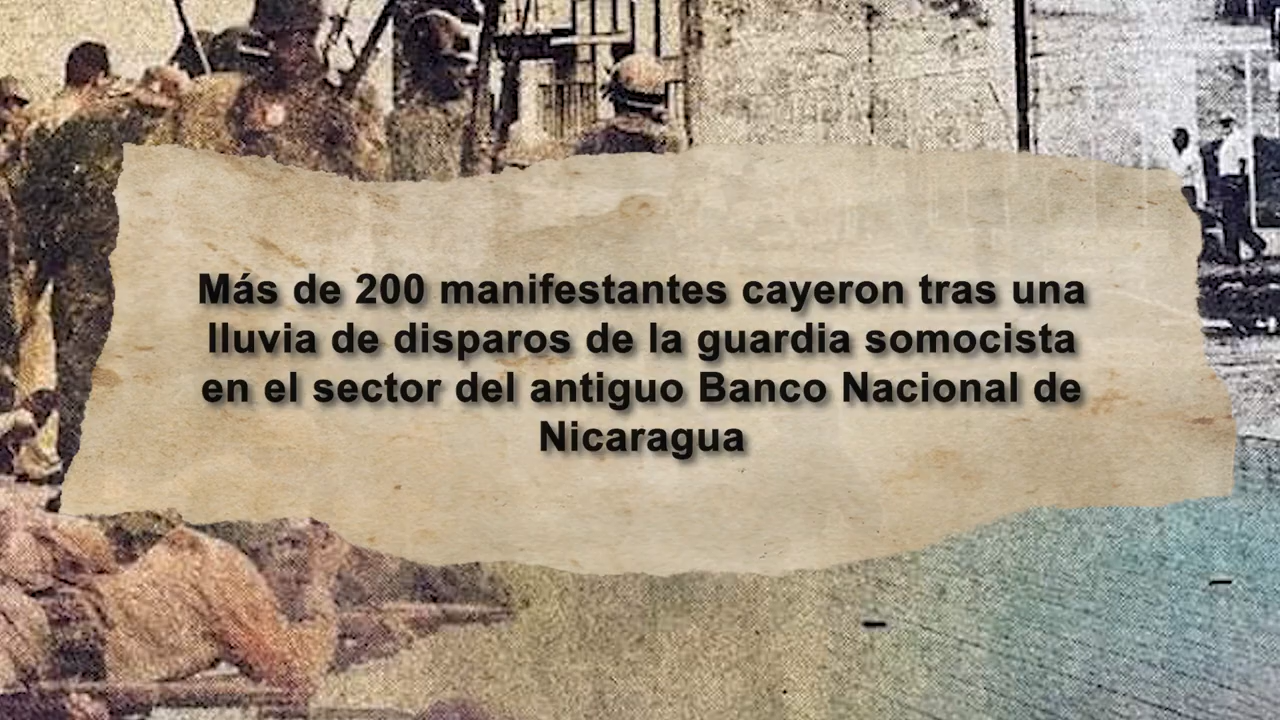 Más de 200 manifestantes cayeron tras una
lluvia de disparos de la guardia somocista
en el sector del antiguo Banco Nacional de
Nicaragua